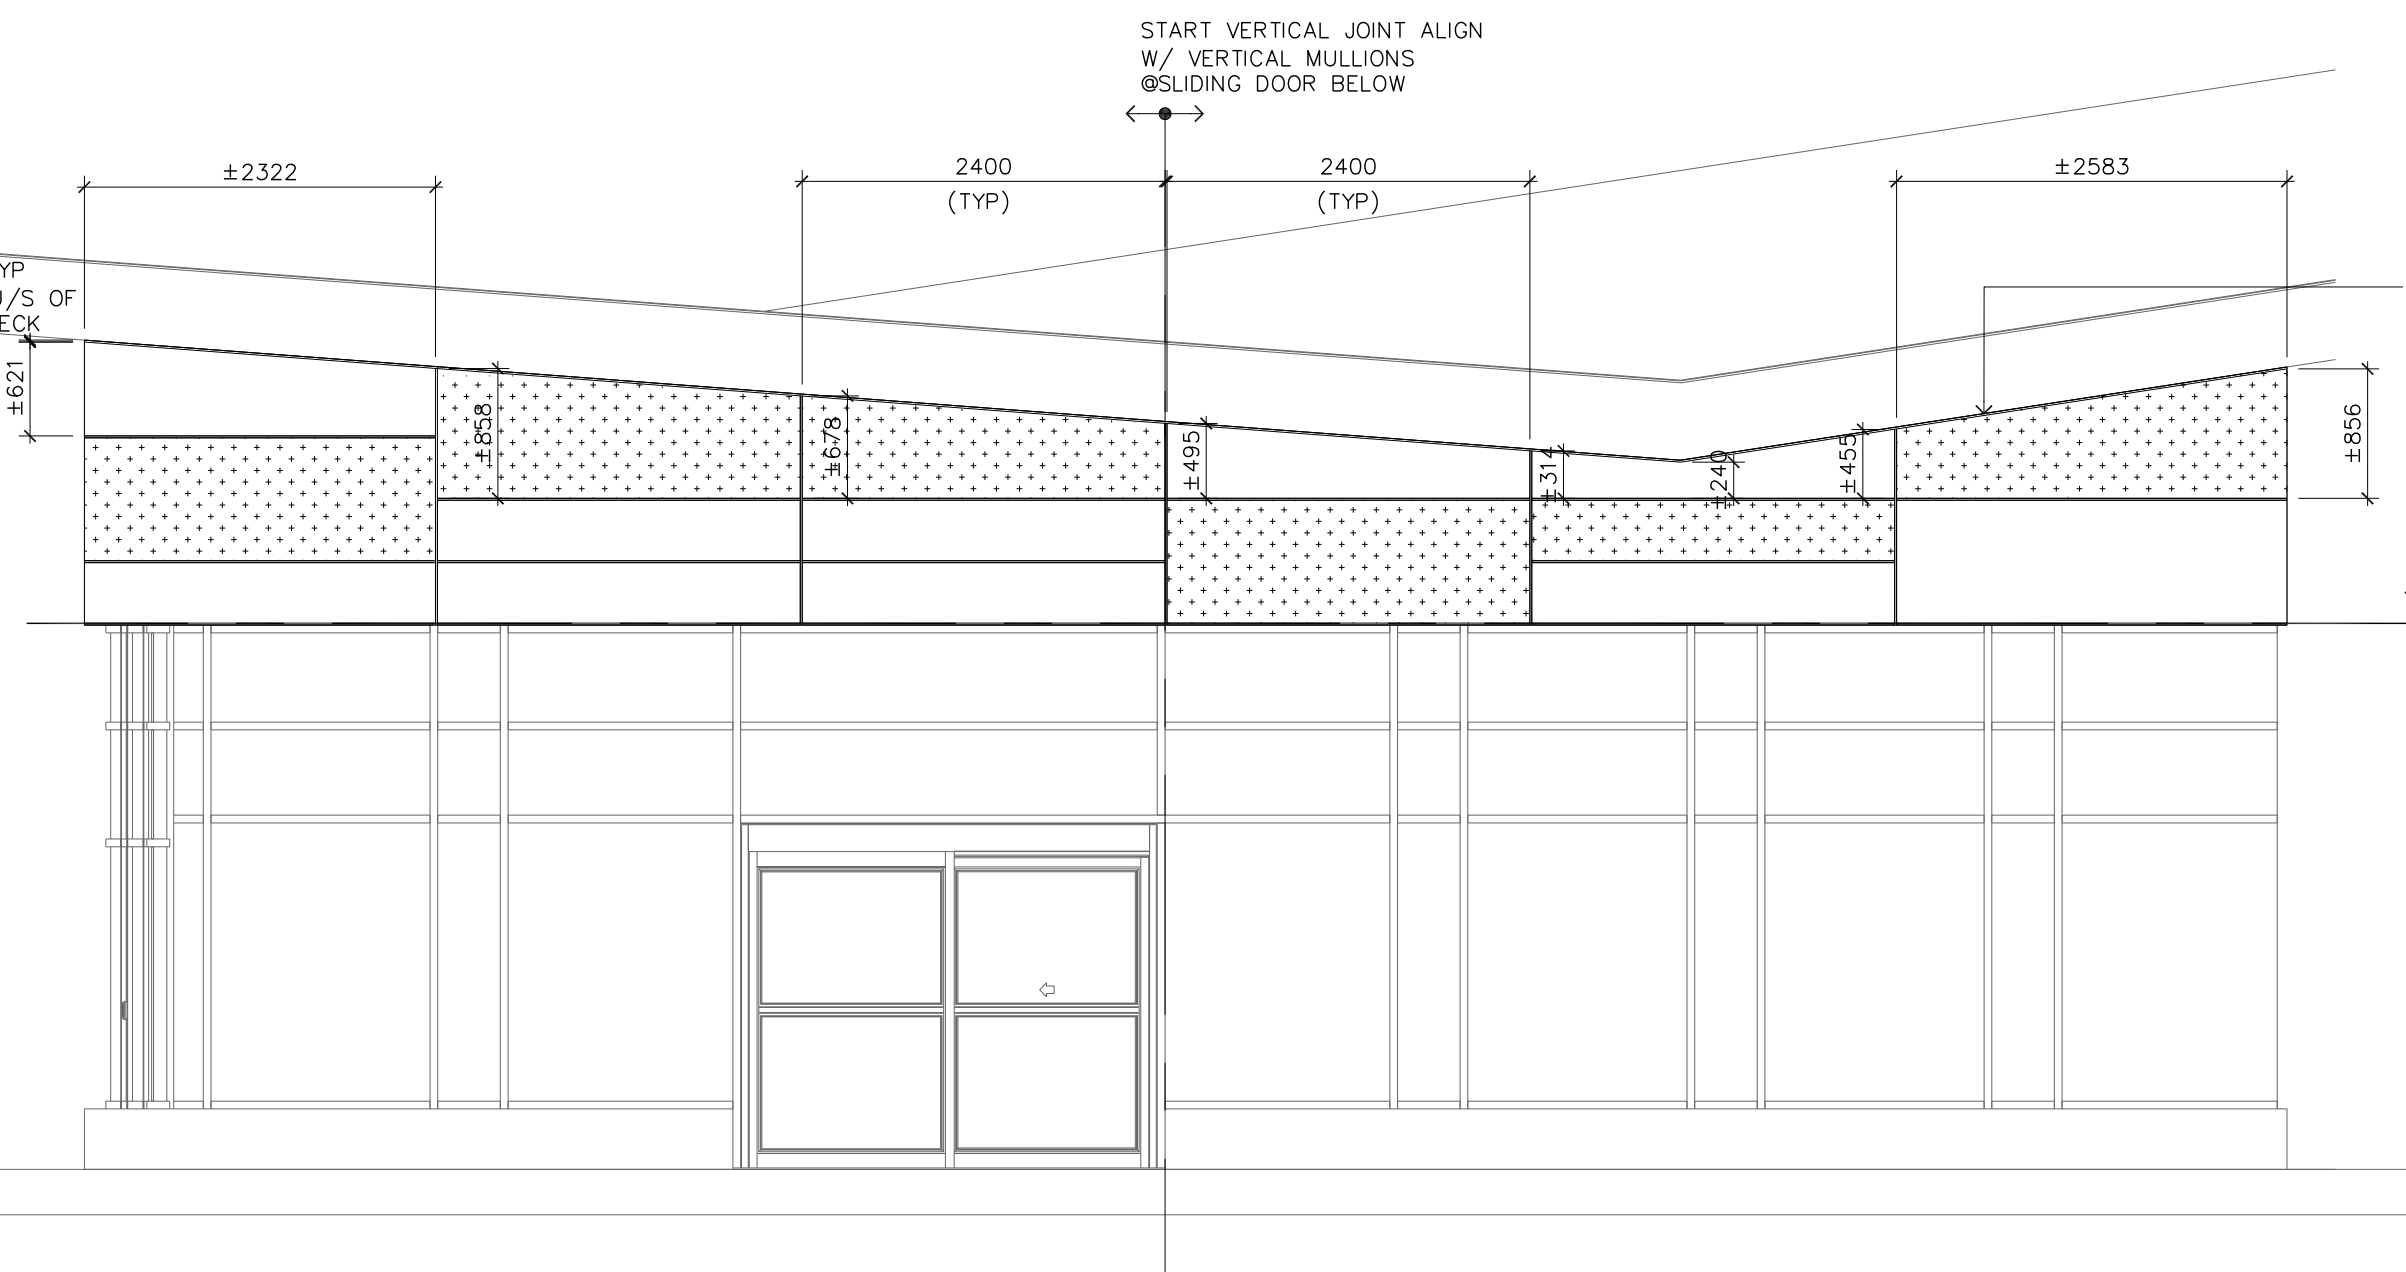 START VERTICAL JOINT ALIGN
W/ VERTICAL MULLIONS
@SLIDING DOOR BELOW
±2322
2400
(TYP)
2400
(TYP)
±2583
YP
U/S OF
ECK
±621
±858
±678
±495
±314
±240
±455
±856